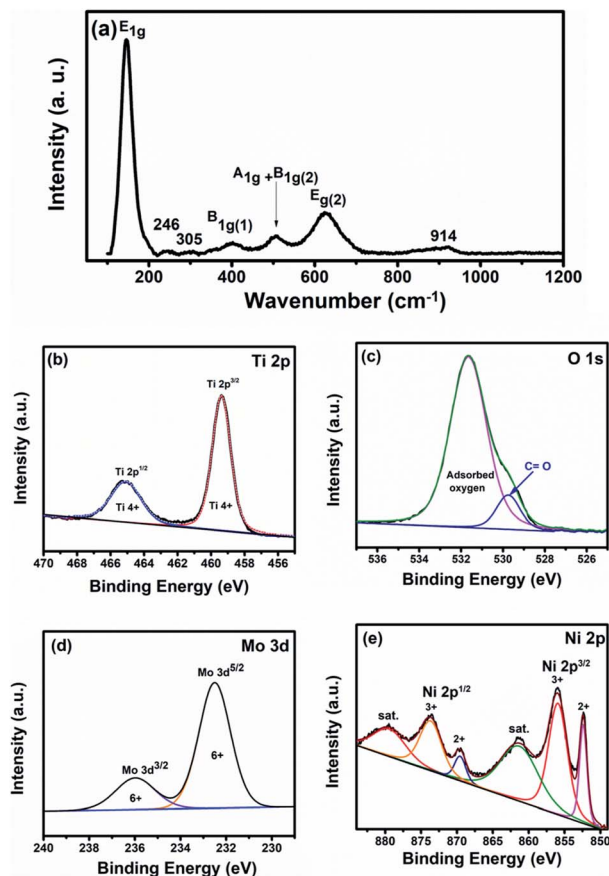 (a)
E1g
246
305
B1g(1)
A1g +B1g(2)
Eg(2)
914
Intensity (a. u.)
200 400 600 800 1000 1200
Wavenumber (cm-1)
(b)
Ti 2p
Ti 2p3/2
Ti 2p1/2
Ti 4+
Ti 4+
Intensity (a.u.)
470 468 466 464 462 460 458 456 454
Binding Energy (eV)
(c)
O 1s
C= O
Adsorbed
oxygen
Intensity (a.u.)
536 534 532 530 528 526
Binding Energy (eV)
(d)
Mo 3d
Mo 3d5/2
6+
Mo 3d3/2
6+
Intensity (a.u.)
240 238 236 234 232 230
Binding Energy (eV)
(e)
Ni 2p
Ni 2p3/2
3+
2+
Ni 2p1/2
3+
2+
sat.
sat.
Intensity (a.u.)
880 875 870 865 860 855 850
Binding Energy (eV)